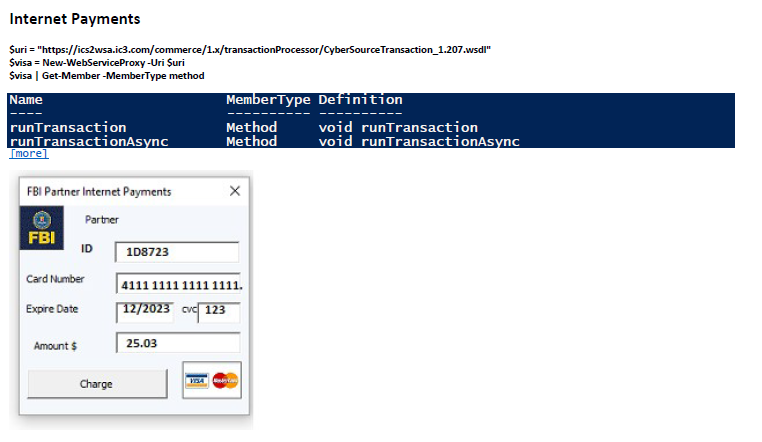 Internet Payments
$uri = "https://ics2wsa.ic3.com/commerce/1.x/transactionProcessor/CyberSourceTransaction_1.207.wsdl"
$visa = New-WebServiceProxy -Uri $uri
$visa | Get-Member -MemberType method
Name MemberType Definition
---- ---------- ----------
runTransaction Method void runTransaction
runTransactionAsync Method void runTransactionAsync
[more]
FBI Partner Internet Payments
FBI
Partner
ID 1D8723
Card Number 4111 1111 1111 1111.
Expire Date 12/2023 cvc 123
Amount $ 25.03
Charge VISA MasterCard